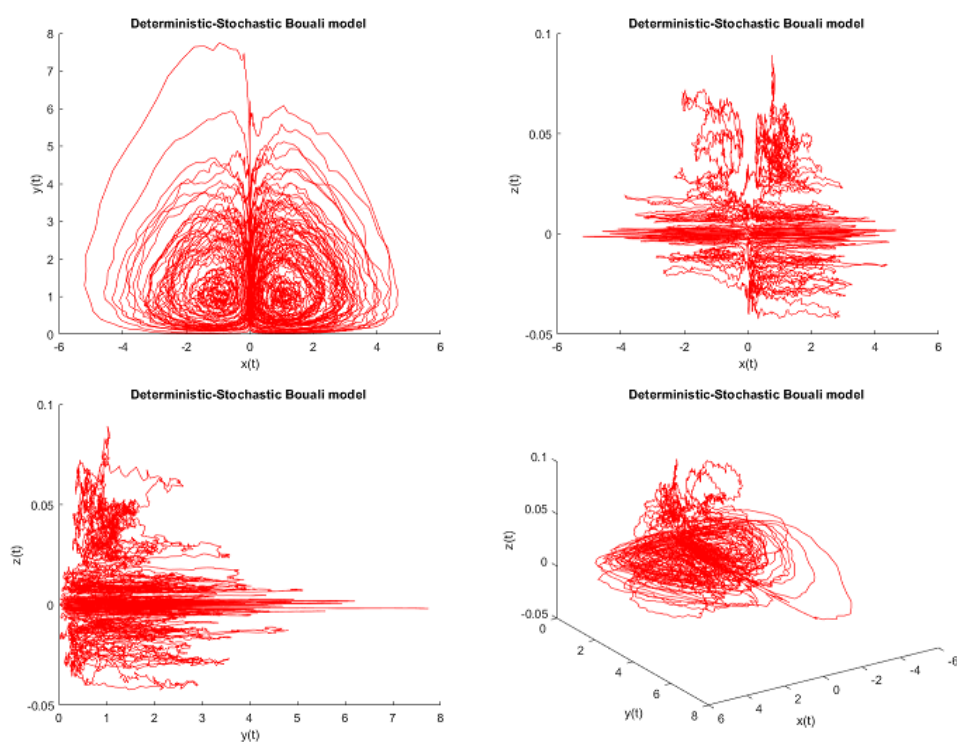 Deterministic-Stochastic Bouali model
8
7
6
5
4
3
2
1
0
y(t)
-6 -4 -2 0 2 4 6
x(t)
Deterministic-Stochastic Bouali model
0.1
0.05
0
-0.05
z(t)
-6 -4 -2 0 2 4 6
x(t)
Deterministic-Stochastic Bouali model
0.1
0.05
0
-0.05
z(t)
0 1 2 3 4 5 6 7 8
y(t)
Deterministic-Stochastic Bouali model
0.1
0.05
0
-0.05
z(t)
0
2
4
6
8
y(t)
6
4
2
0
-2
-4
-6
x(t)